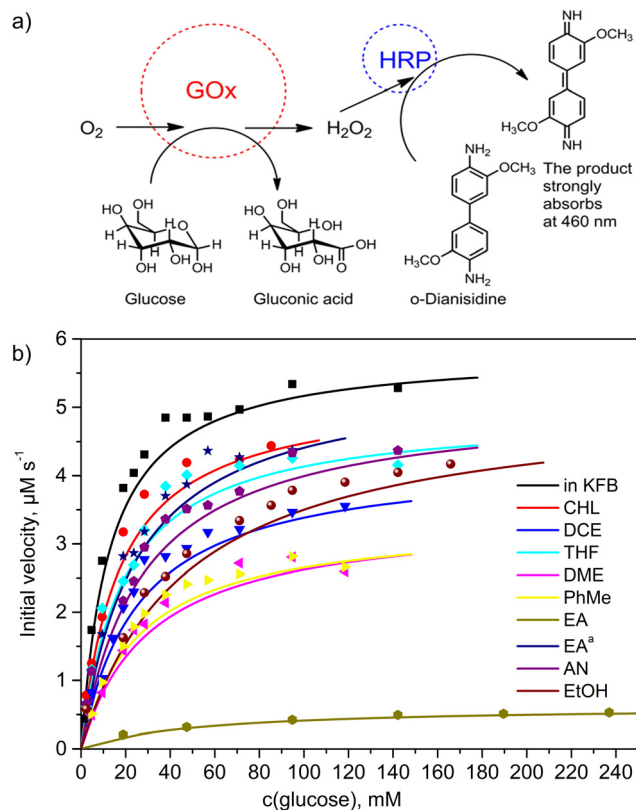 a)
GOx
HRP
O₂
H₂O₂
NH
OCH₃
H₃CO
NH
The product
strongly
absorbs
at 460 nm
NH₂
OCH₃
H₃CO
NH₂
o-Dianisidine
OH
HO
H
O
H
HO
H
H
OH
OH
OH
Glucose
OH
HO
H
OH
H
HO
H
H
OH
OH
OH
O
Gluconic acid
b)
Initial velocity, µM s⁻¹
6
5
4
3
2
1
0
0 20 40 60 80 100 120 140 160 180 200 220 240
c(glucose), mM
in KFB
CHL
DCE
THF
DME
PhMe
EA
EAᵃ
AN
EtOH